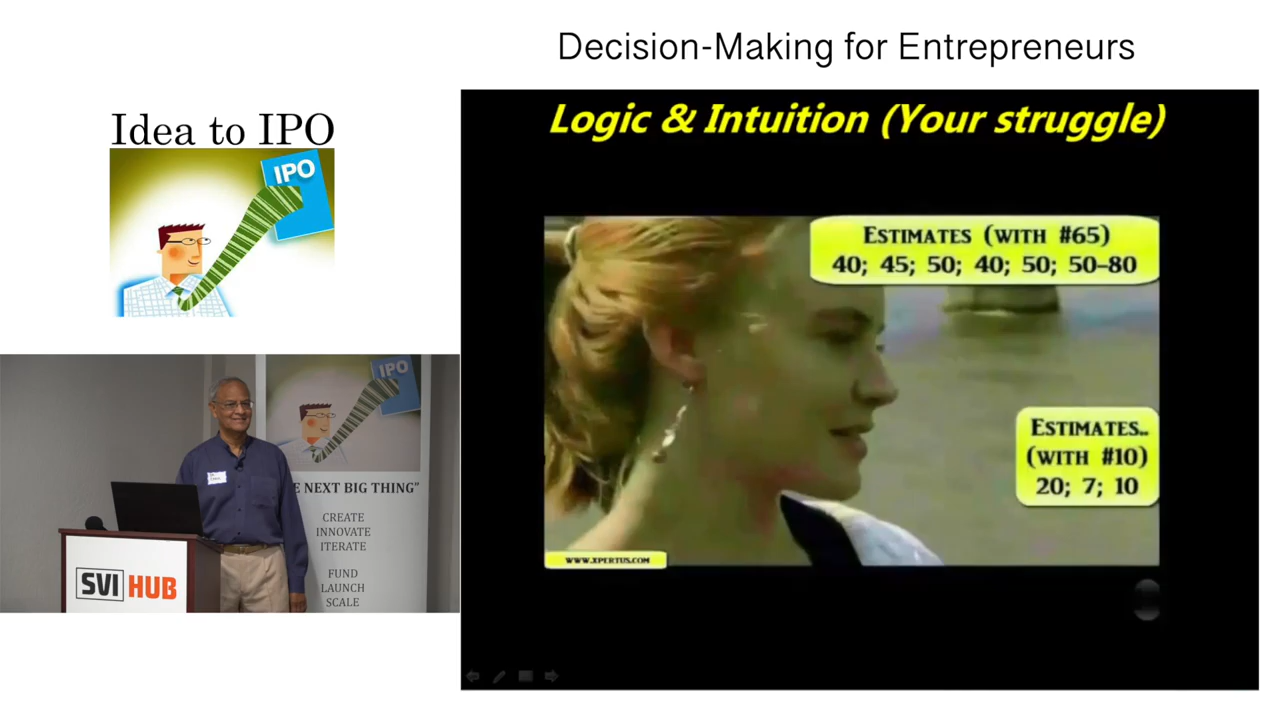 Decision-Making for Entrepreneurs
Idea to IPO
IPO
Logic & Intuition (Your struggle)
ESTIMATES (WITH #65)
40; 45; 50; 40; 50; 50–80
ESTIMATES..
(WITH #10)
20; 7; 10
WWW.XPERTUS.COM
IPO
E NEXT BIG THING”
CREATE
INNOVATE
ITERATE
FUND
LAUNCH
SCALE
SVI HUB